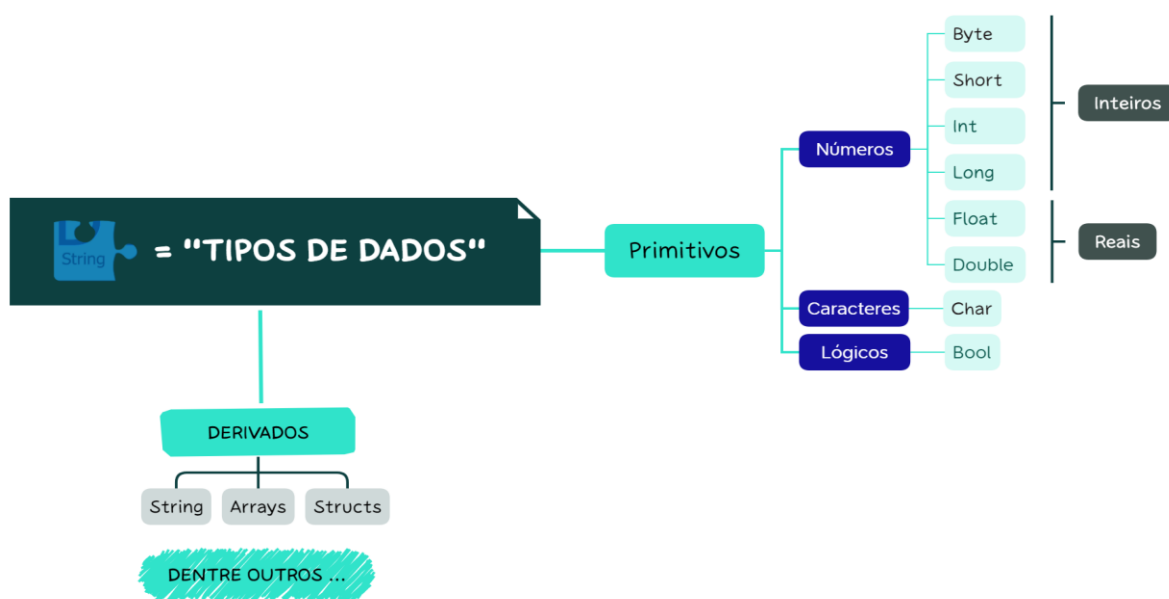 String
= "TIPOS DE DADOS"
Primitivos
Números
Byte
Short
Int
Long
Float
Double
Inteiros
Reais
Caracteres
Char
Lógicos
Bool
DERIVADOS
String
Arrays
Structs
DENTRE OUTROS ...